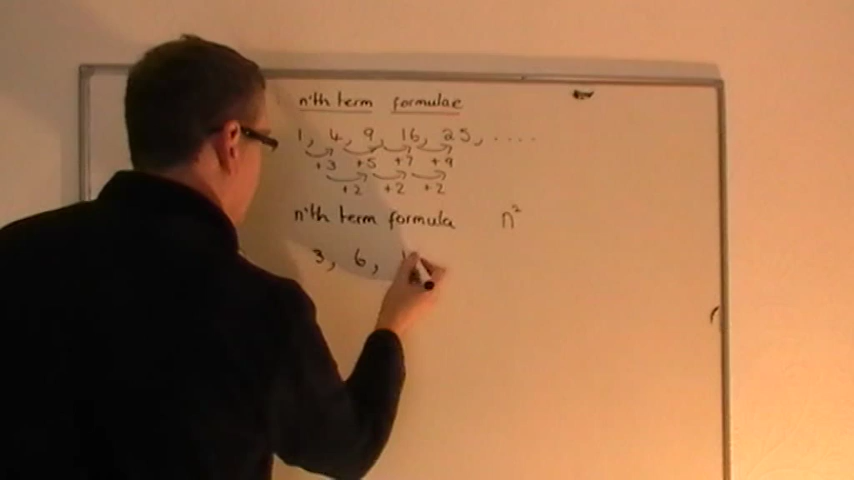 n'th term formulae
1, 4, 9, 16, 25, ....
+3 +5 +7 +9
+2 +2 +2
n'th term formula n²
3, 6, 1